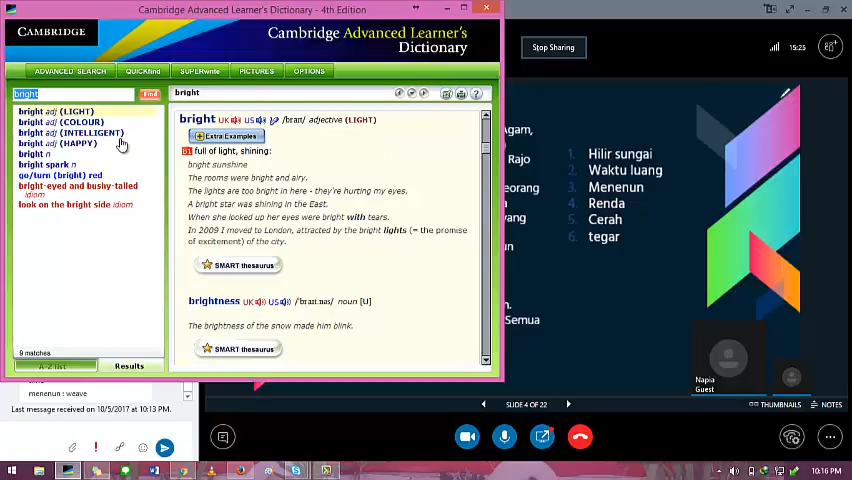 Cambridge Advanced Learner's Dictionary - 4th Edition
CAMBRIDGE
Cambridge Advanced Learner's
Dictionary
ADVANCED SEARCH
QUICKfind
SUPERwrite
PICTURES
OPTIONS
bright
Find
bright
bright adj (LIGHT)
bright adj (COLOUR)
bright adj (INTELLIGENT)
bright adj (HAPPY)
bright n
bright spark n
go/turn (bright) red
bright-eyed and bushy-tailed
idiom
look on the bright side idiom
9 matches
A-Z list
Results
bright UK US /braɪt/ adjective (LIGHT)
Extra Examples
B1 full of light, shining:
bright sunshine
The rooms were bright and airy.
The lights are too bright in here - they're hurting my eyes.
A bright star was shining in the East.
When she looked up her eyes were bright with tears.
In 2009 I moved to London, attracted by the bright lights (= the promise
of excitement) of the city.
SMART thesaurus
brightness UK US /ˈbraɪt.nəs/ noun [U]
The brightness of the snow made him blink.
SMART thesaurus
Stop Sharing
15:25
Agam,
Rajo
eorang
yang
un
Semua
1. Hilir sungai
2. Waktu luang
3. Menenun
4. Renda
5. Cerah
6. tegar
Napia
Guest
menenun : weave
Last message received on 10/5/2017 at 10:13 PM.
SLIDE 4 OF 22
THUMBNAILS
NOTES
10:16 PM